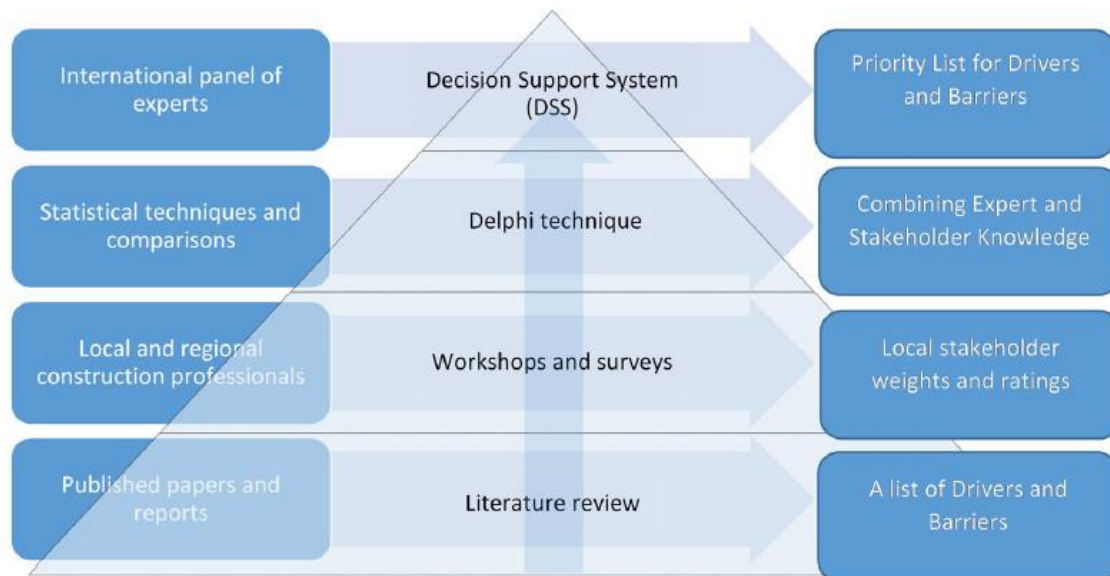 International panel of
experts
Decision Support System
(DSS)
Priority List for Drivers
and Barriers
Statistical techniques and
comparisons
Delphi technique
Combining Expert and
Stakeholder Knowledge
Local and regional
construction professionals
Workshops and surveys
Local stakeholder
weights and ratings
Published papers and
reports
Literature review
A list of Drivers and
Barriers